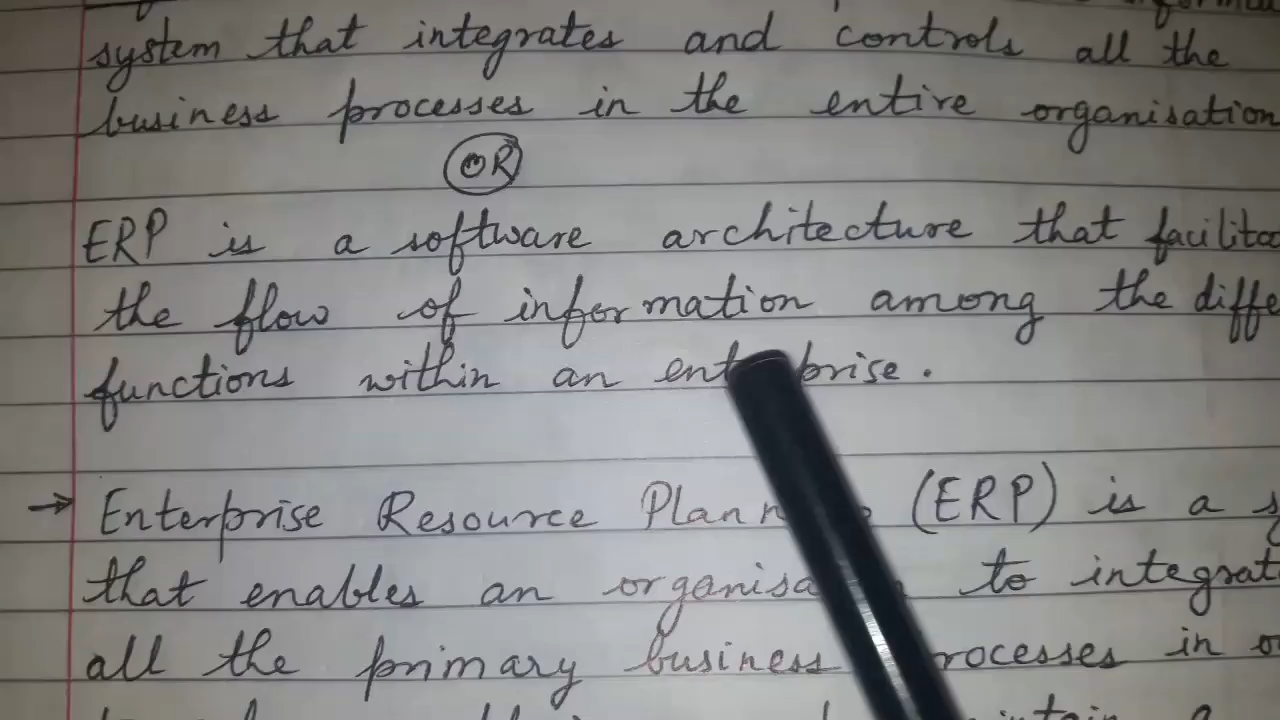 system that integrates and controls all the
business processes in the entire organisation
OR
ERP is a software architecture that
the flow of information among the
functions within an
Enterprise Resource (ERP) is a
that enables an to
all the primary business in